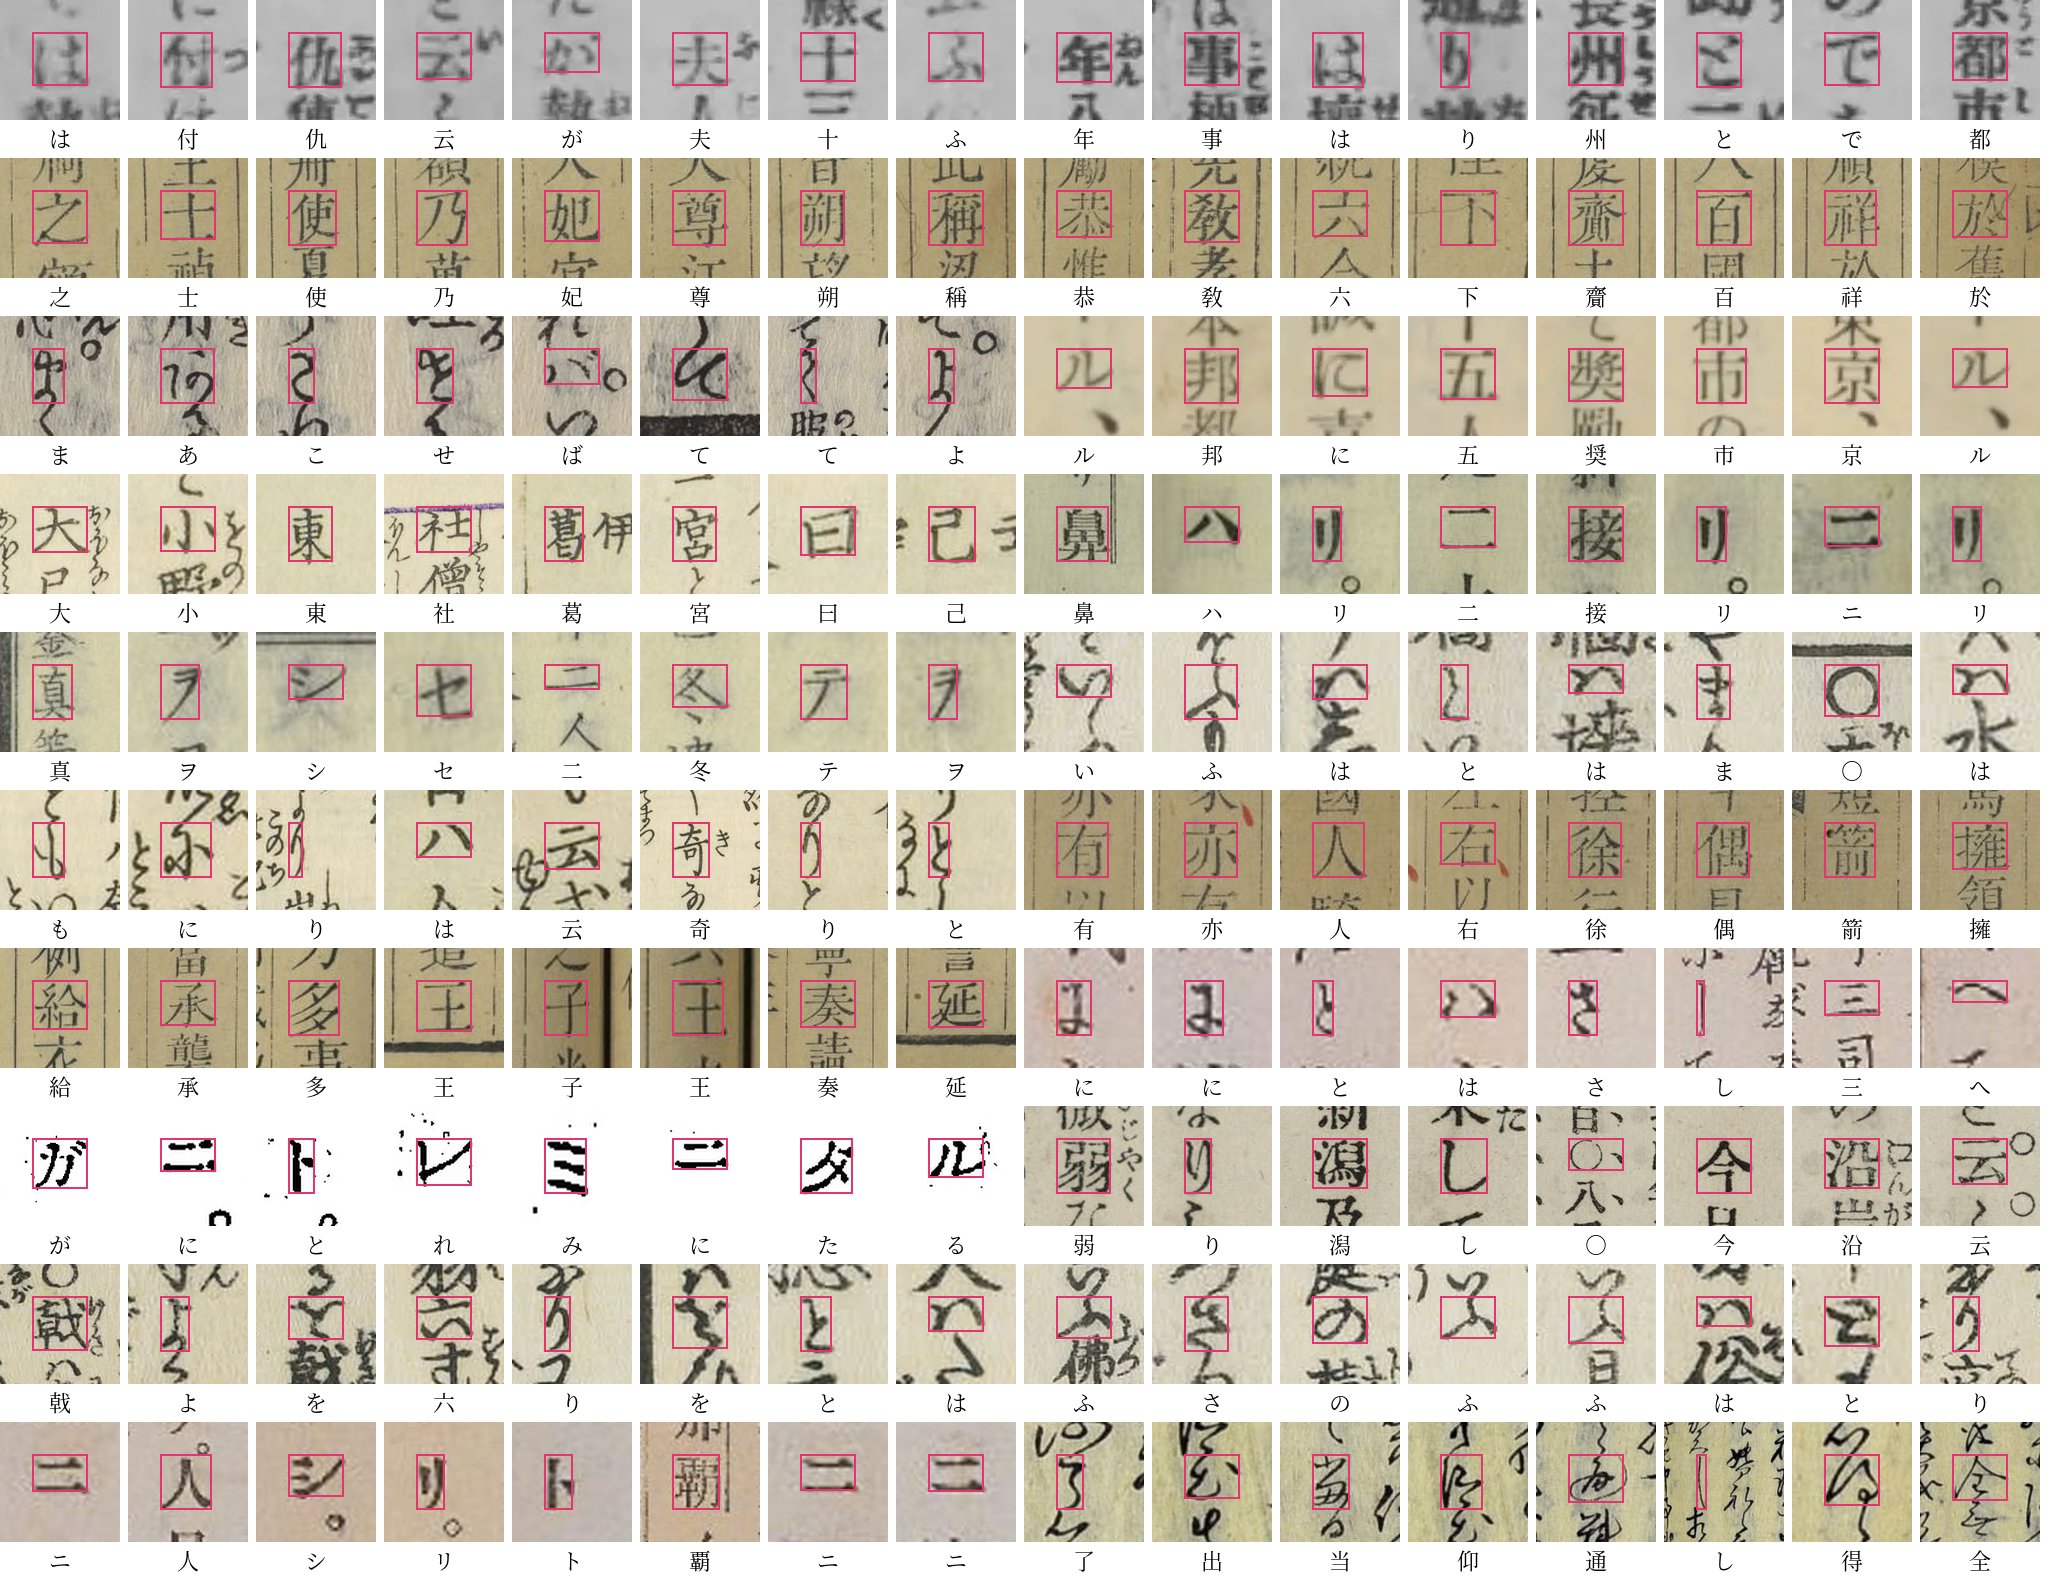 は 付 仇 云 が 夫 十 ふ 年 事 は り 州 と で 都
之 士 使 乃 妃 尊 朔 稱 恭 敎 六 下 齎 百 祥 於
ま あ こ せ ば て て よ ル 邦 に 五 奨 市 京 ル
大 小 東 社 葛 宮 曰 己 鼻 ハ リ 二 接 リ ニ リ
真 ヲ シ セ 二 冬 テ ヲ い ふ は と は ま 〇 は
も に り は 云 奇 り と 有 亦 人 右 徐 偶 箭 擁
給 承 多 王 子 王 奏 延 に に と は さ し 三 へ
が に と れ み に た る 弱 り 潟 し 〇 今 沿 云
戟 よ を 六 り を と は ふ さ の ふ ふ は と り
ニ 人 シ リ ト 覇 ニ ニ 了 出 当 仰 通 し 得 全